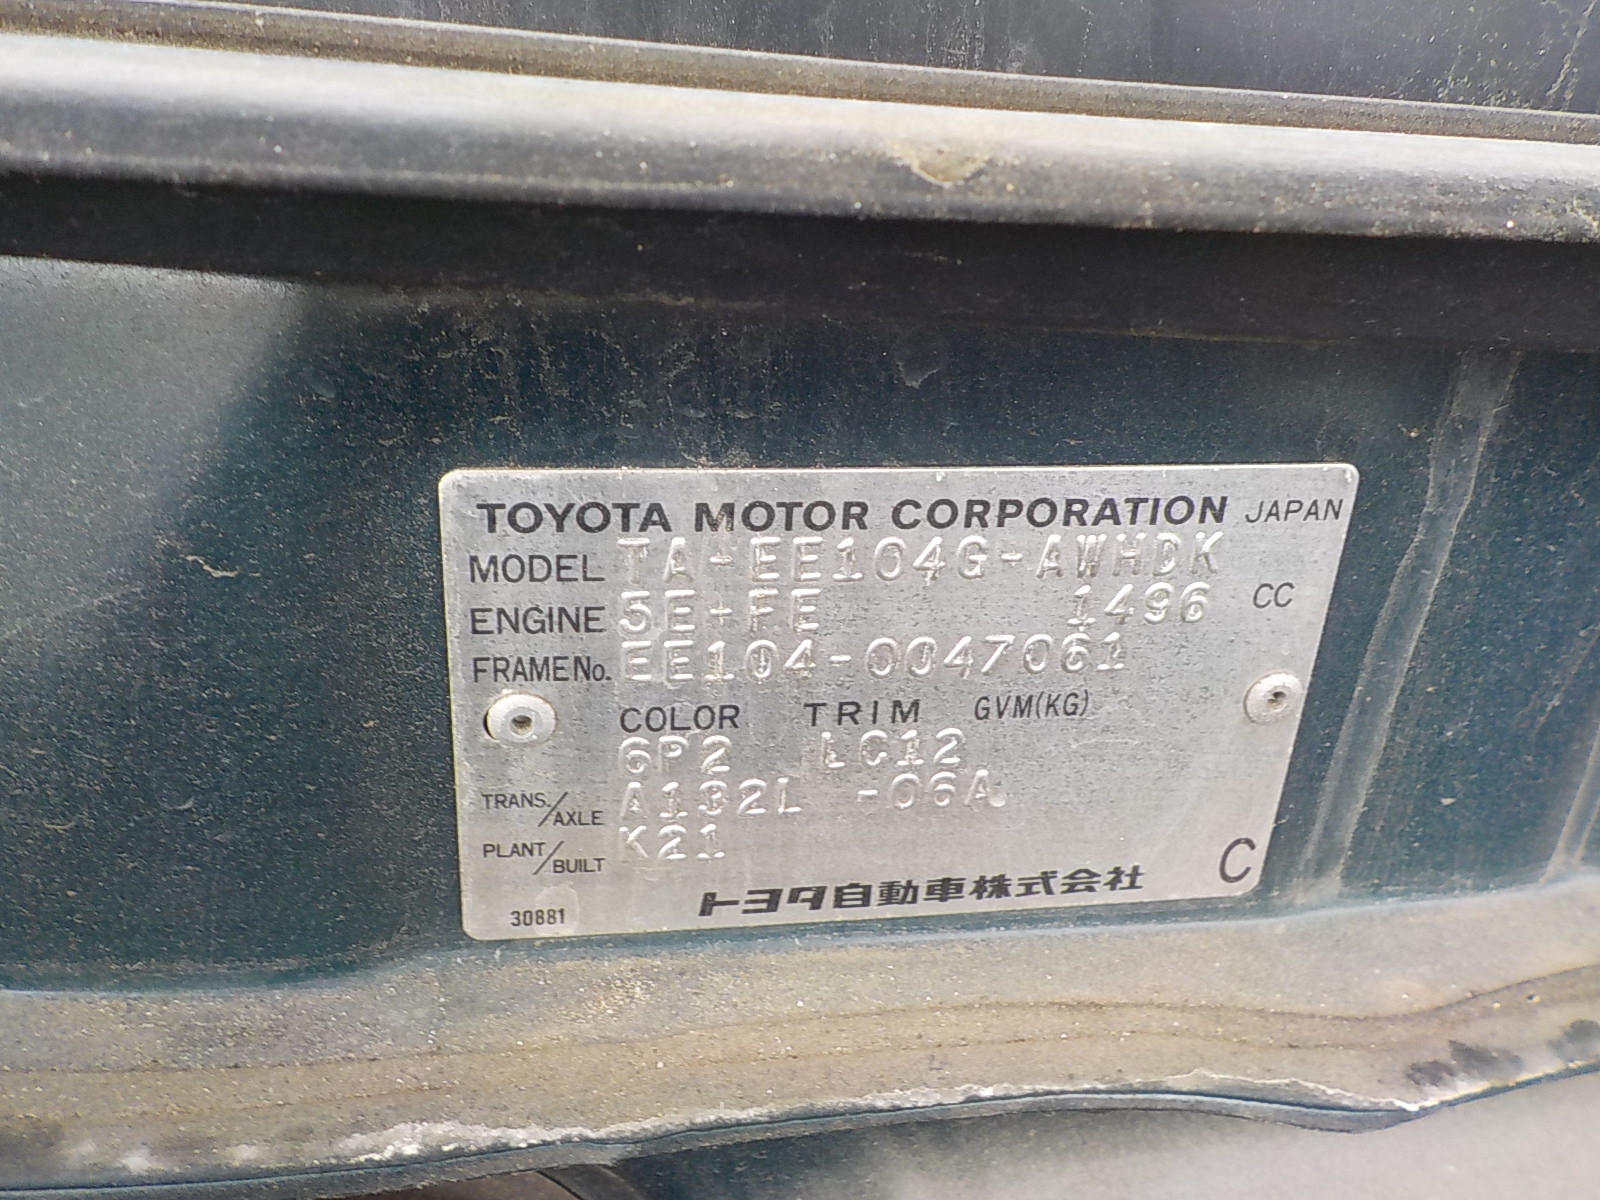 TOYOTA MOTOR CORPORATION JAPAN
MODEL TA-EE104G-AWHDK
ENGINE 5E-FE 1496 CC
FRAME No. EE104-0047061
COLOR TRIM GVM(KG)
6P2 LC12
TRANS./AXLE A132L -06A
PLANT/BUILT K21
トヨタ自動車株式会社 C
30881